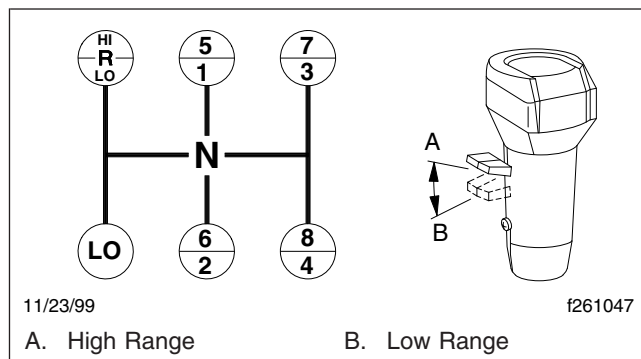 HI
R
LO
5
1
7
3
N
LO
6
2
8
4
A
B
11/23/99
f261047
A. High Range
B. Low Range